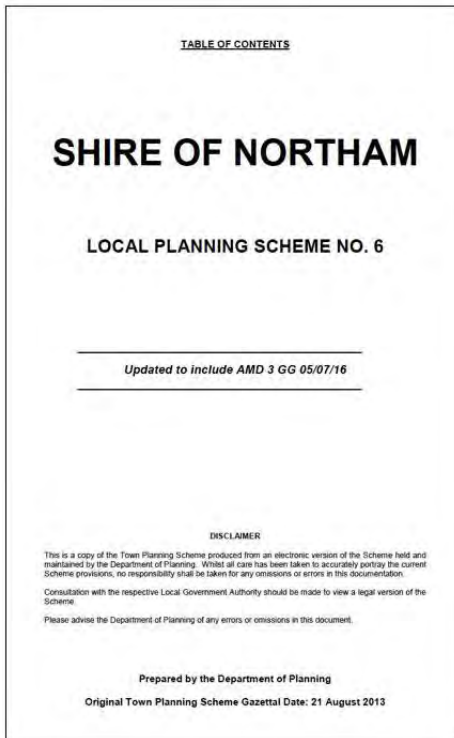 TABLE OF CONTENTS
SHIRE OF NORTHAM
LOCAL PLANNING SCHEME NO. 6
Updated to include AMD 3 GG 05/07/16
DISCLAIMER
This is a copy of the Town Planning Scheme produced from an electronic version of the Scheme held and
maintained by the Department of Planning. Whilst all care has been taken to accurately portray the current
Scheme provisions, no responsibility shall be taken for any omissions or errors in this documentation.
Consultation with the respective Local Government Authority should be made to view a legal version of the
Scheme.
Please advise the Department of Planning of any errors or omissions in this document.
Prepared by the Department of Planning
Original Town Planning Scheme Gazettal Date: 21 August 2013